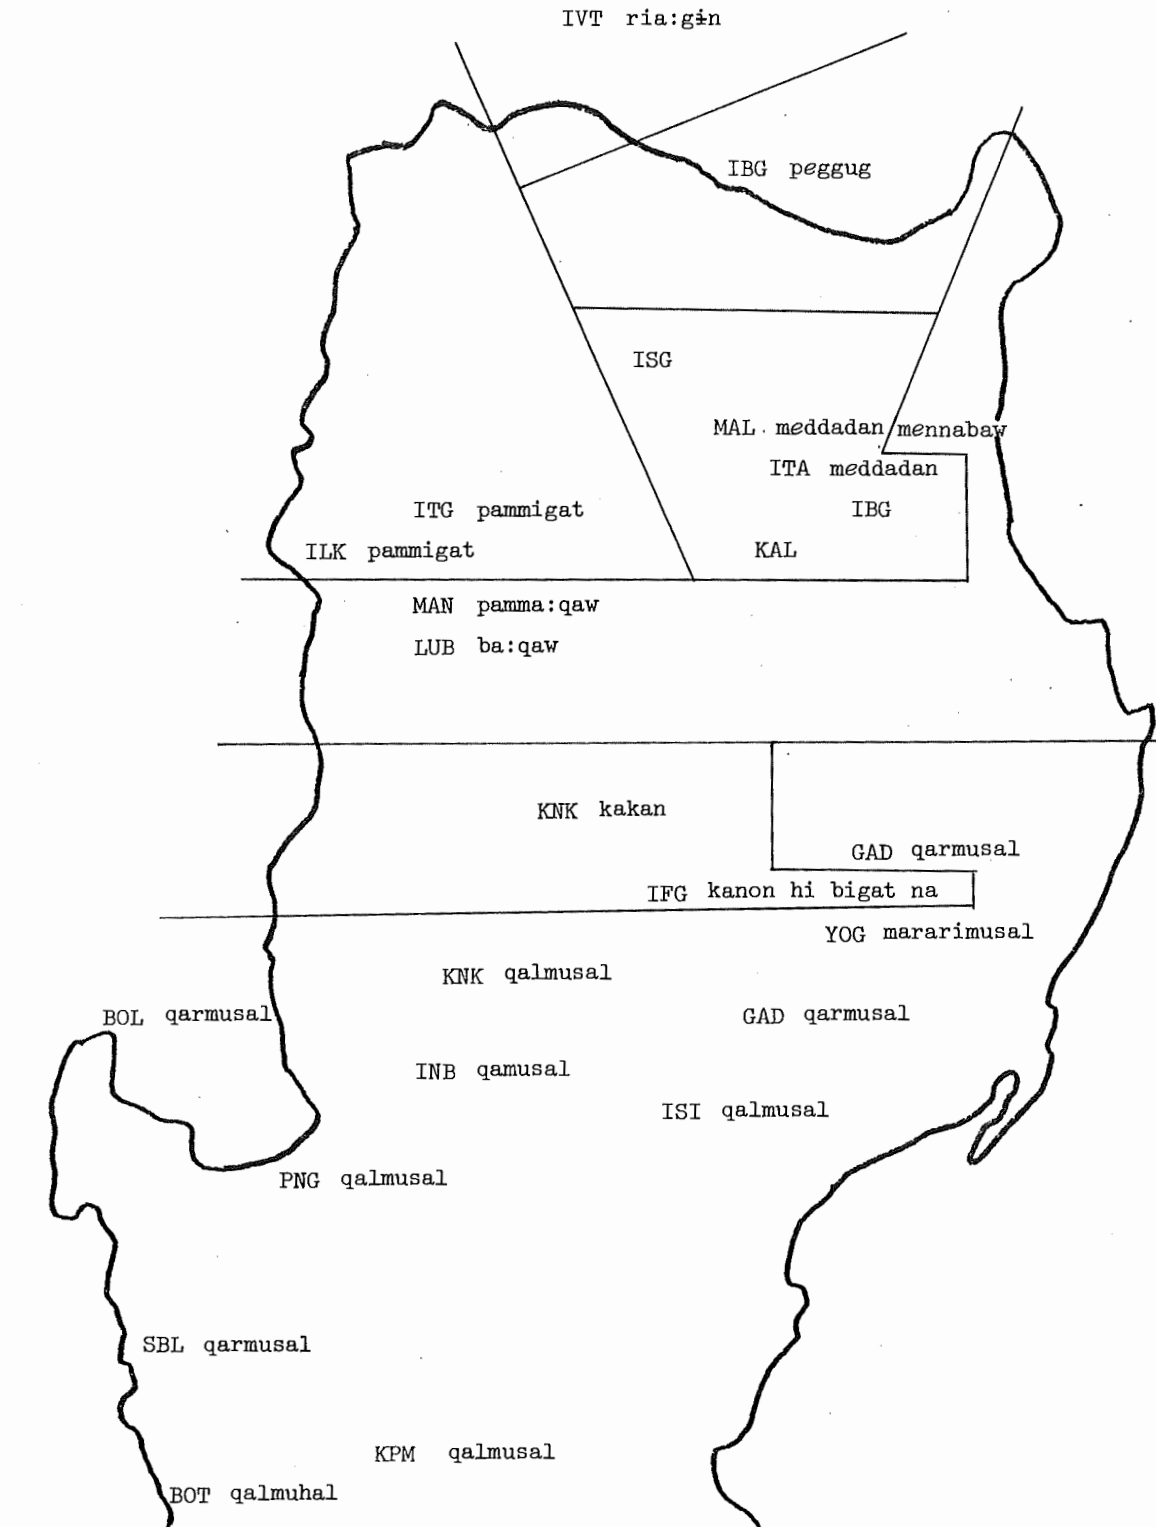 IVT ria:gɨn
IBG peggug
ISG
MAL meddadan/mennabaw
ITA meddadan
ITG pammigat
IBG
ILK pammigat
KAL
MAN pamma:qaw
LUB ba:qaw
KNK kakan
GAD qarmusal
IFG kanon hi bigat na
YOG mararimusal
KNK qalmusal
BOL qarmusal
GAD qarmusal
INB qamusal
ISI qalmusal
PNG qalmusal
SBL qarmusal
KPM qalmusal
BOT qalmuhal